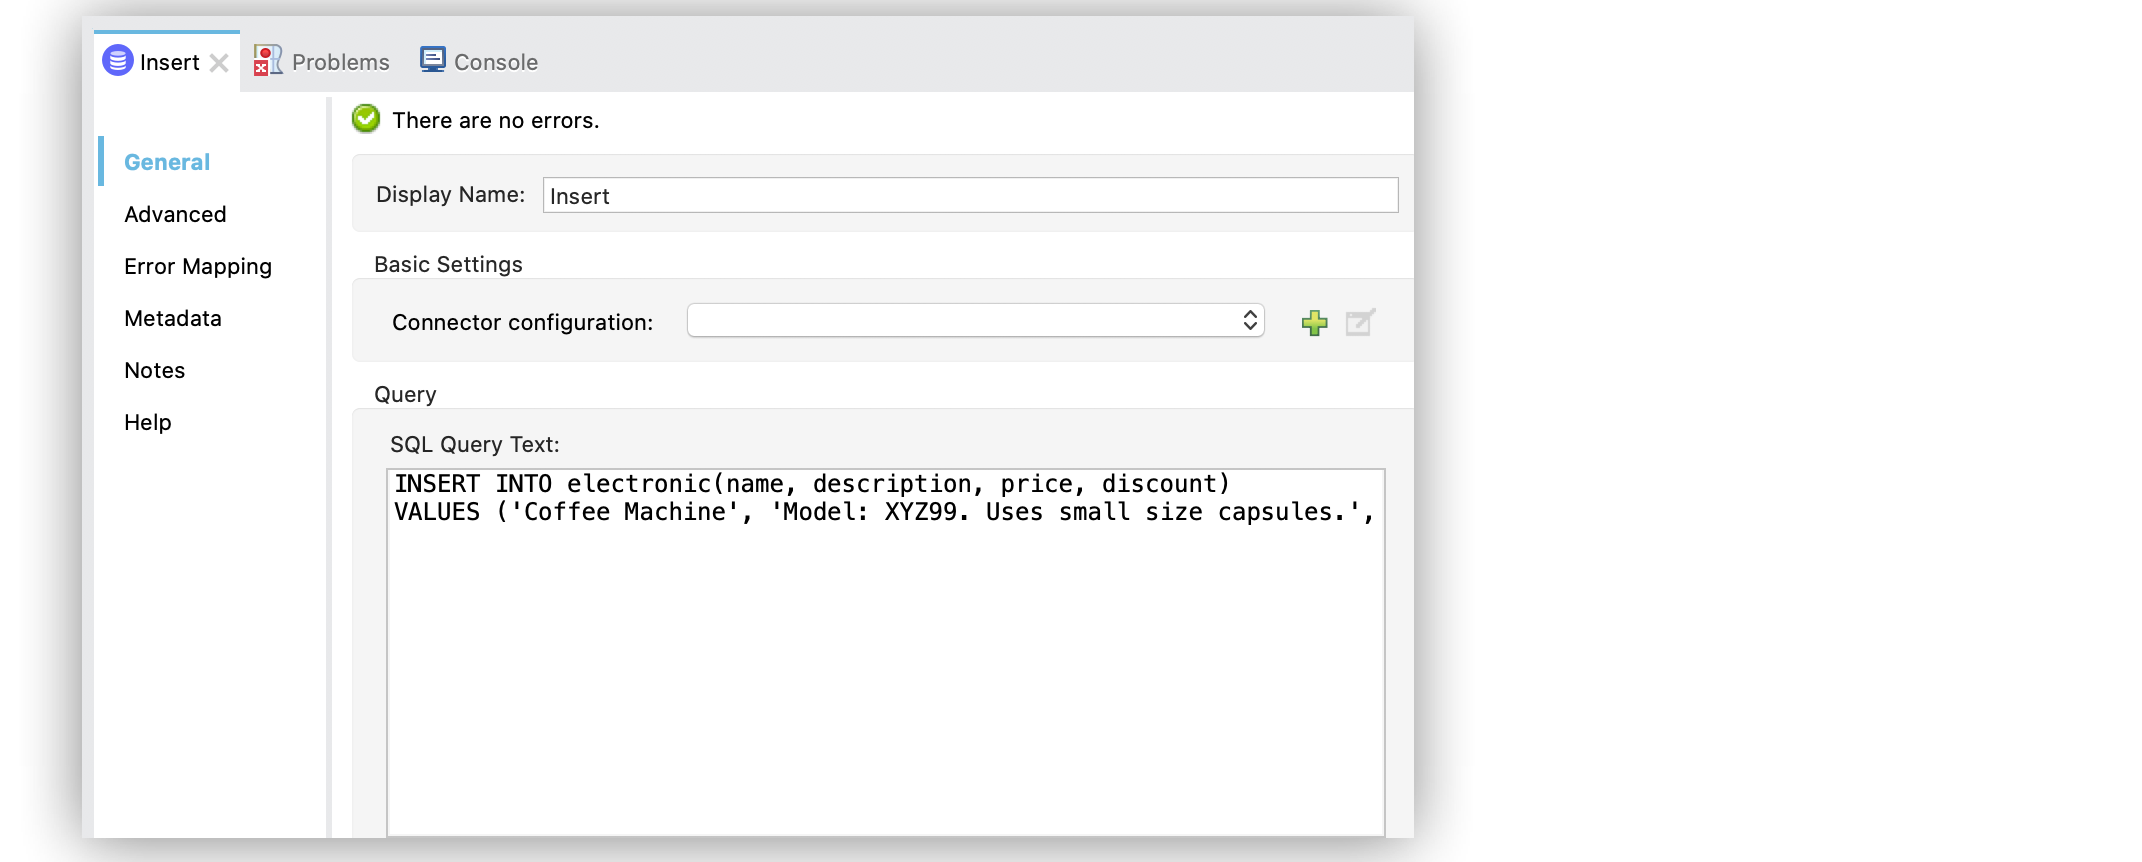 Insert
Problems
Console
There are no errors.
General
Advanced
Error Mapping
Metadata
Notes
Help
Display Name: Insert
Basic Settings
Connector configuration:
Query
SQL Query Text:
INSERT INTO electronic(name, description, price, discount)
VALUES ('Coffee Machine', 'Model: XYZ99. Uses small size capsules.',